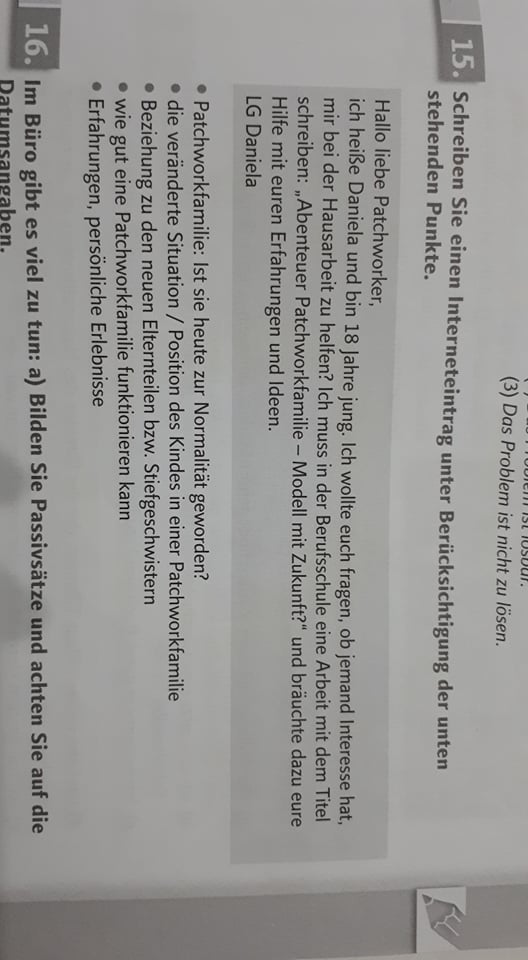 (3) Das Problem ist nicht zu lösen.
15. Schreiben Sie einen Interneteintrag unter Berücksichtigung der unten
stehenden Punkte.
Hallo liebe Patchworker,
ich heiße Daniela und bin 18 Jahre jung. Ich wollte euch fragen, ob jemand Interesse hat,
mir bei der Hausarbeit zu helfen? Ich muss in der Berufsschule eine Arbeit mit dem Titel
schreiben: „Abenteuer Patchworkfamilie – Modell mit Zukunft?“ und bräuchte dazu eure
Hilfe mit euren Erfahrungen und Ideen.
LG Daniela
• Patchworkfamilie: Ist sie heute zur Normalität geworden?
• die veränderte Situation / Position des Kindes in einer Patchworkfamilie
• Beziehung zu den neuen Elternteilen bzw. Stiefgeschwistern
• wie gut eine Patchworkfamilie funktionieren kann
• Erfahrungen, persönliche Erlebnisse
16. Im Büro gibt es viel zu tun: a) Bilden Sie Passivsätze und achten Sie auf die
Datumsangaben.